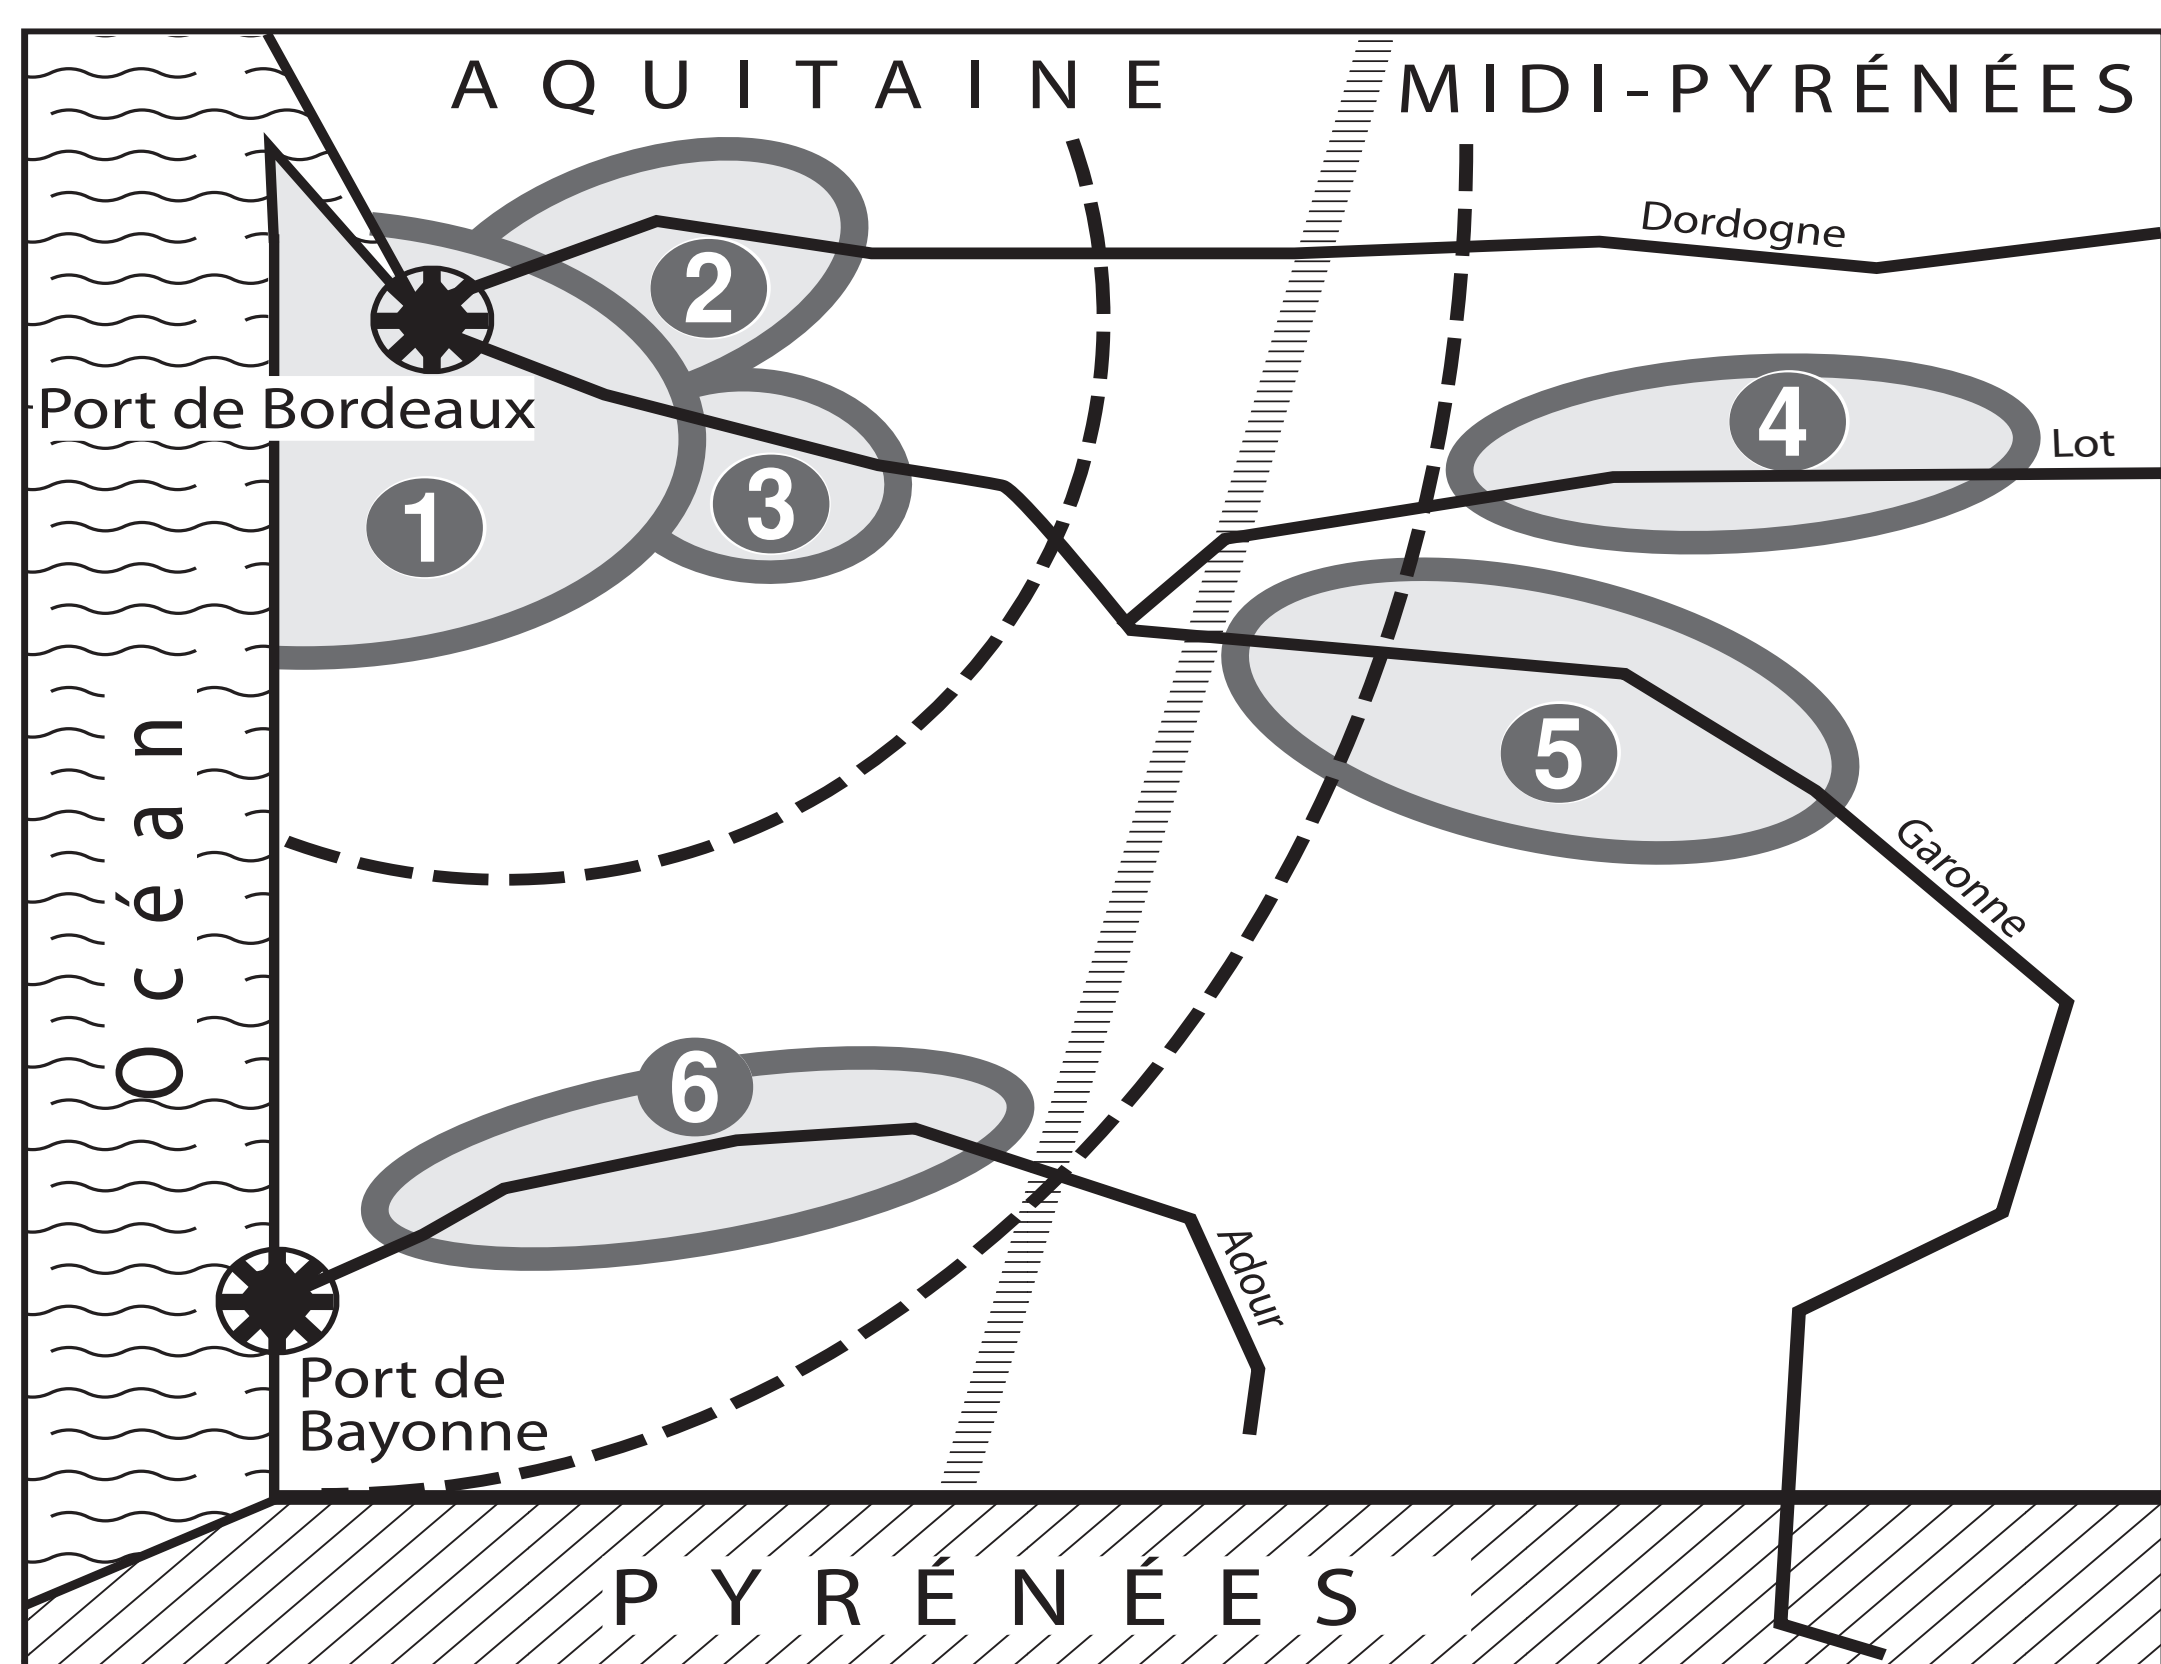 AQUITAINE
MIDI-PYRÉNÉES
Dordogne
2
4
Port de Bordeaux
Lot
3
1
5
Océan
Garonne
6
Adour
Port de
Bayonne
PYRÉNÉES